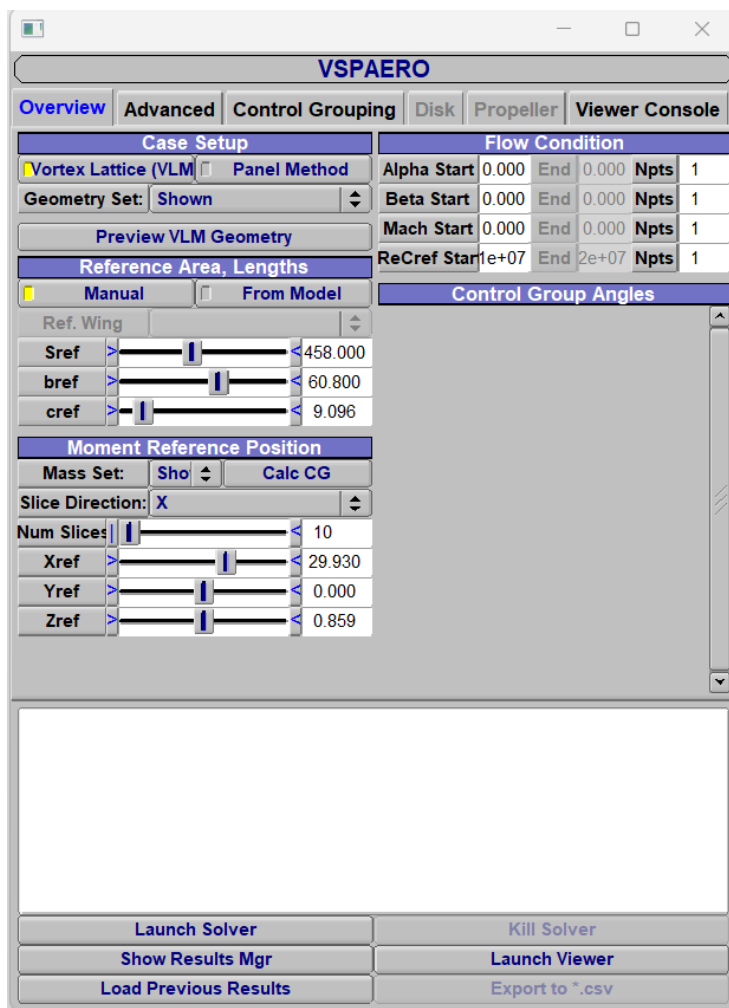 VSPAERO
Overview Advanced Control Grouping Disk Propeller Viewer Console
Case Setup
Vortex Lattice (VLM Panel Method
Geometry Set: Shown
Preview VLM Geometry
Reference Area, Lengths
Manual From Model
Ref. Wing
Sref > < 458.000
bref > < 60.800
cref > < 9.096
Moment Reference Position
Mass Set: Sho Calc CG
Slice Direction: X
Num Slices | < 10
Xref > < 29.930
Yref > < 0.000
Zref > < 0.859
Flow Condition
Alpha Start 0.000 End 0.000 Npts 1
Beta Start 0.000 End 0.000 Npts 1
Mach Start 0.000 End 0.000 Npts 1
ReCref Star 1e+07 End 2e+07 Npts 1
Control Group Angles
Launch Solver Kill Solver
Show Results Mgr Launch Viewer
Load Previous Results Export to *.csv